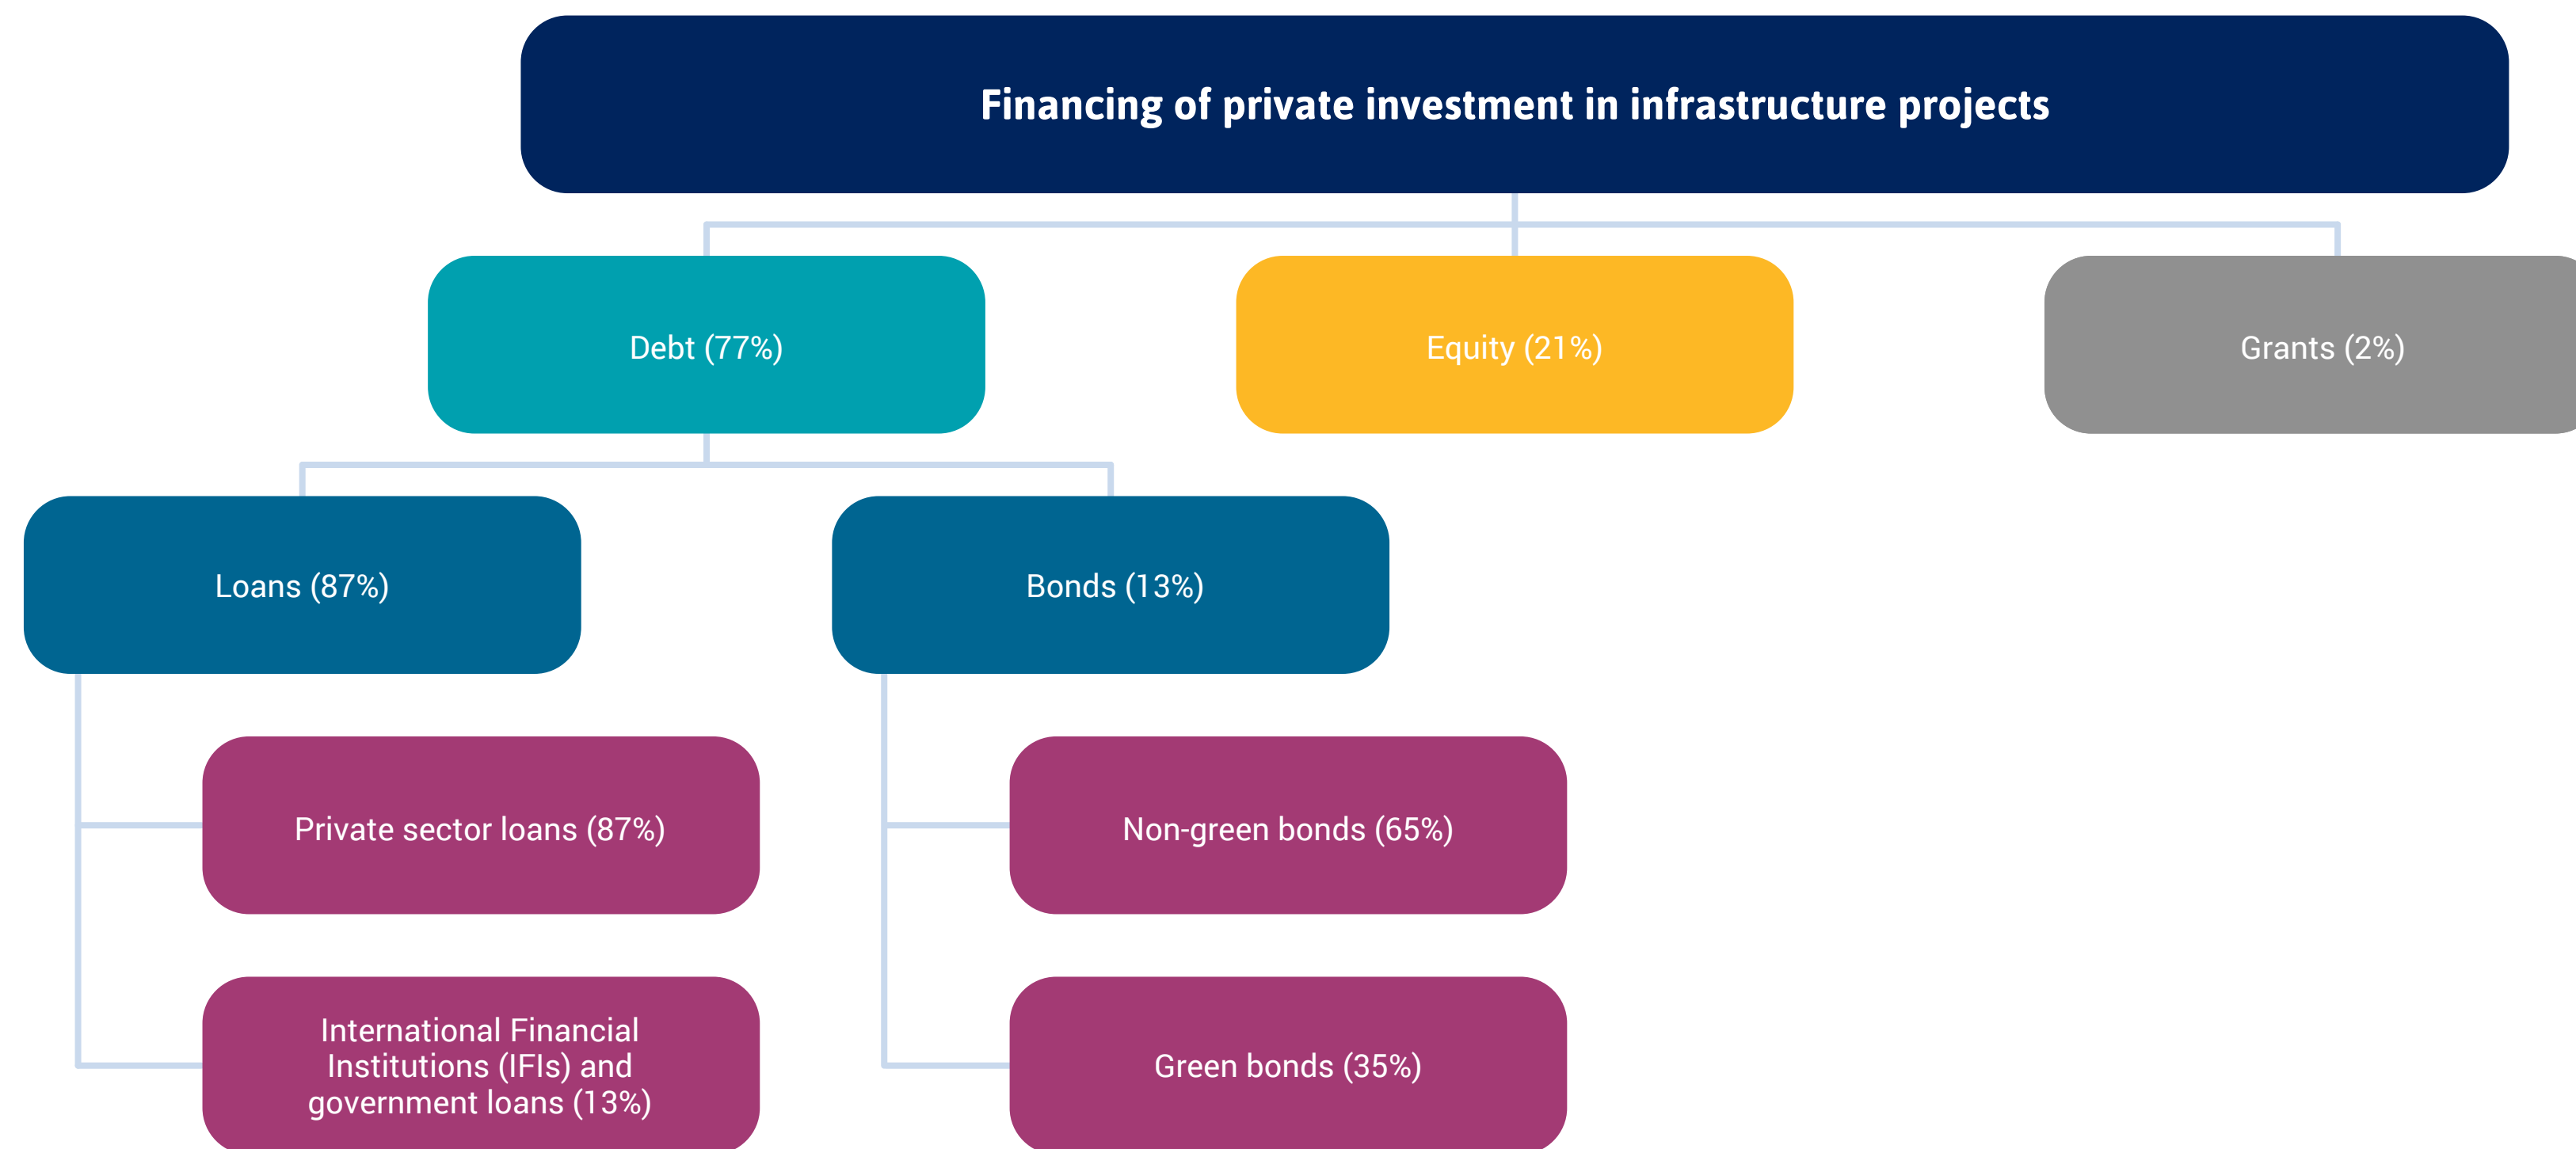 Financing of private investment in infrastructure projects
Debt (77%)
Equity (21%)
Grants (2%)
Loans (87%)
Bonds (13%)
Private sector loans (87%)
Non-green bonds (65%)
International Financial
Institutions (IFIs) and
government loans (13%)
Green bonds (35%)